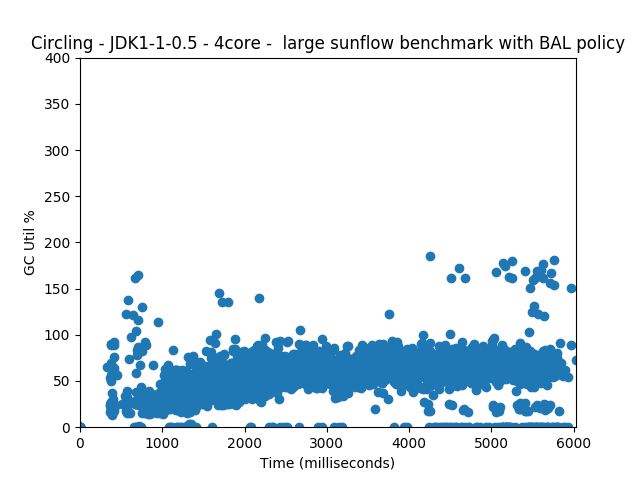 Circling - JDK1-1-0.5 - 4core -  large sunflow benchmark with BAL policy
400
350
300
250
200
150
100
50
0
GC Util %
0 1000 2000 3000 4000 5000 6000
Time (milliseconds)